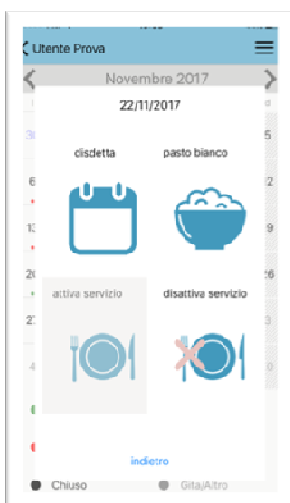 Utente Prova
Novembre 2017
22/11/2017
disdetta pasto bianco
attiva servizio disattiva servizio
indietro
Chiuso Gita/Altro